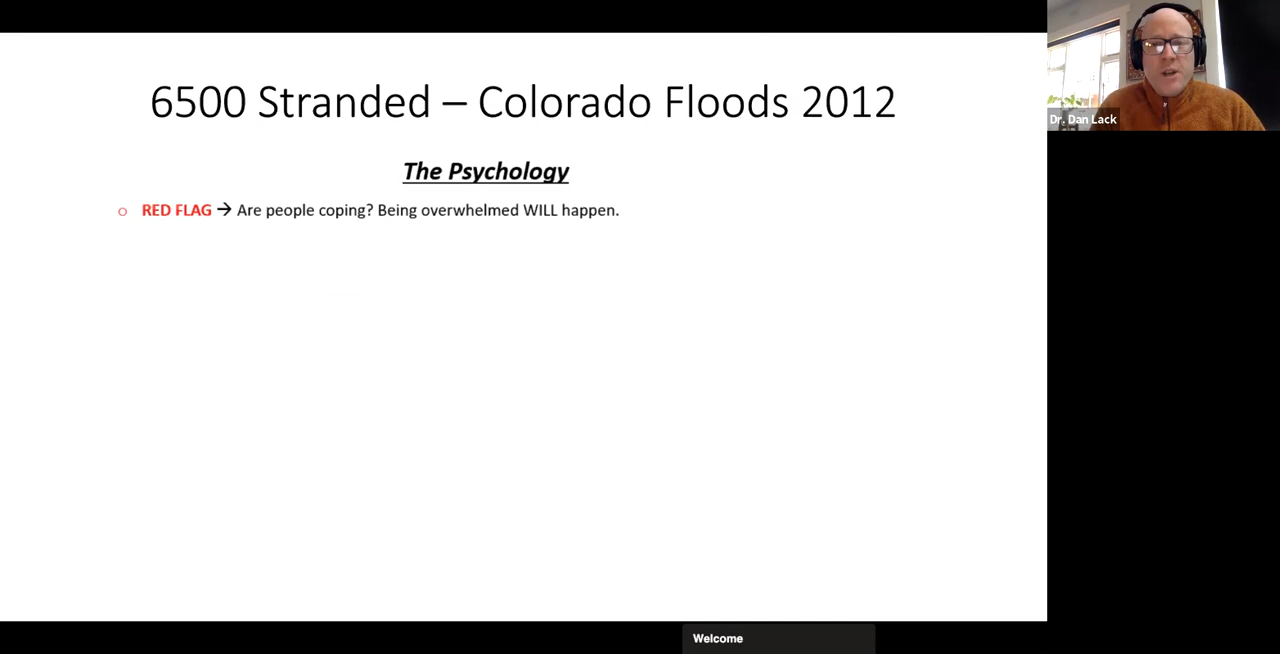 6500 Stranded – Colorado Floods 2012
Dr. Dan Lack
The Psychology
○ RED FLAG → Are people coping? Being overwhelmed WILL happen.
Welcome